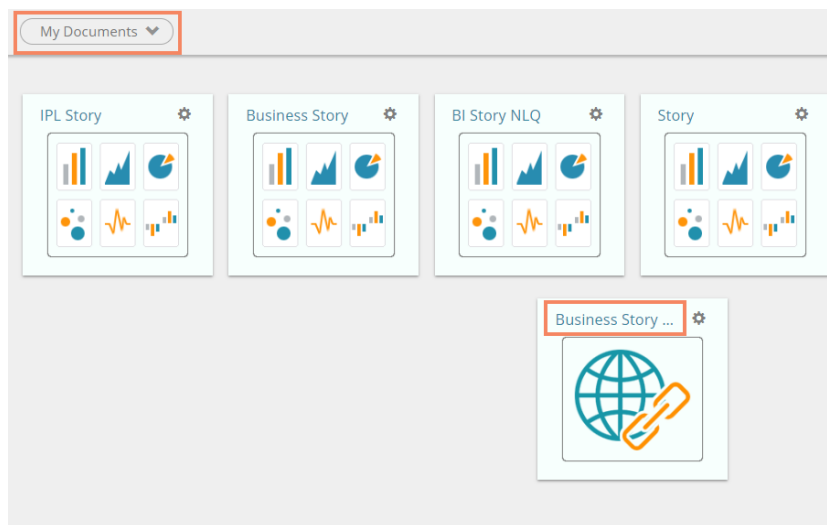 My Documents
IPL Story
Business Story
BI Story NLQ
Story
Business Story ...